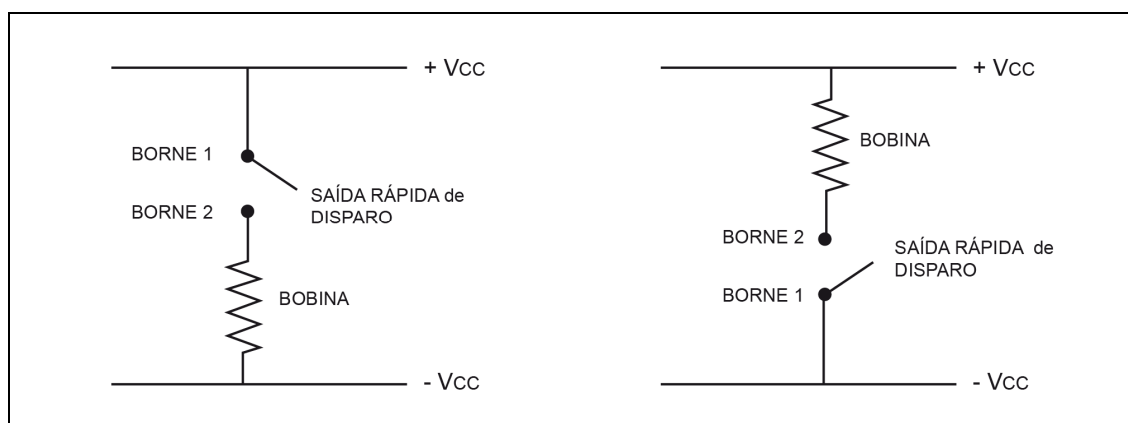 + VCC
BORNE 1
SAÍDA RÁPIDA de
DISPARO
BORNE 2
BOBINA
- VCC
+ VCC
BOBINA
BORNE 2
SAÍDA RÁPIDA de
DISPARO
BORNE 1
- VCC